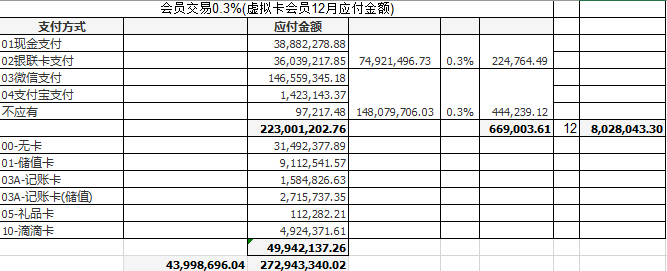 会员交易0.3%(虚拟卡会员12月应付金额)
支付方式 应付金额
01现金支付 38,882,278.88
02银联卡支付 36,039,217.85 74,921,496.73 0.3% 224,764.49
03微信支付 146,559,345.18
04支付宝支付 1,423,143.37
不应有 97,217.48 148,079,706.03 0.3% 444,239.12
223,001,202.76 669,003.61 12 8,028,043.30
00-无卡 31,492,377.89
01-储值卡 9,112,541.57
03A-记账卡 1,584,826.63
03A-记账卡(储值) 2,715,737.35
05-礼品卡 112,282.21
10-滴滴卡 4,924,371.61
49,942,137.26
43,998,696.04 272,943,340.02